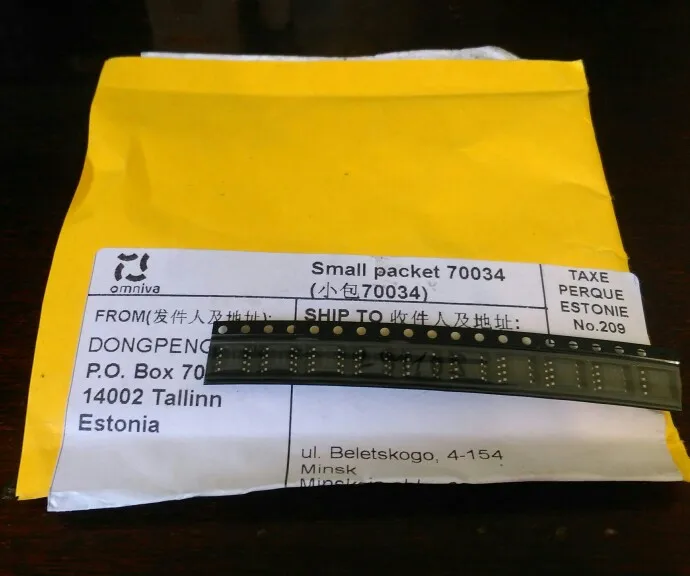 omniva
Small packet 70034
(小包70034)
TAXE
PERQUE
ESTONIE
No.209
FROM(发件人及地址):
DONGPENG
P.O. Box 70
14002 Tallinn
Estonia
SHIP TO 收件人及地址:
ul. Beletskogo, 4-154
Minsk